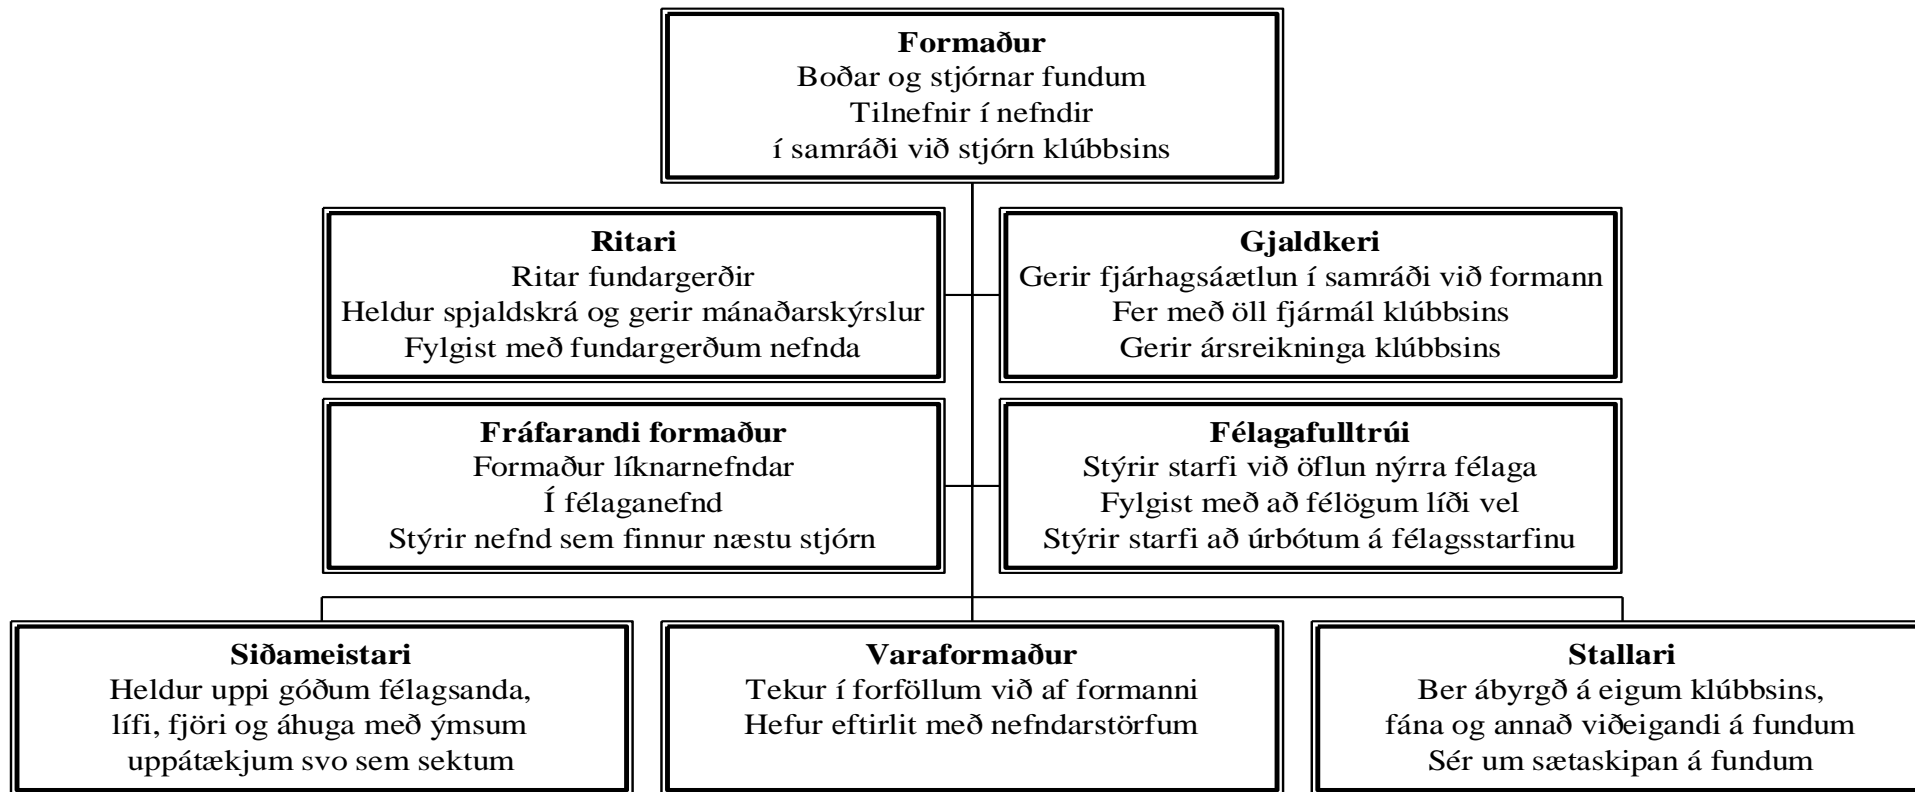 Formaður
Boðar og stjórnar fundum
Tilnefnir í nefndir
í samráði við stjórn klúbbsins
Ritari
Ritar fundargerðir
Heldur spjaldskrá og gerir mánaðarskýrslur
Fylgist með fundargerðum nefnda
Gjaldkeri
Gerir fjárhagsáætlun í samráði við formann
Fer með öll fjármál klúbbsins
Gerir ársreikninga klúbbsins
Fráfarandi formaður
Formaður líknarnefndar
Í félaganefnd
Stýrir nefnd sem finnur næstu stjórn
Félagafulltrúi
Stýrir starfi við öflun nýrra félaga
Fylgist með að félögum líði vel
Stýrir starfi að úrbótum á félagsstarfinu
Siðameistari
Heldur uppi góðum félagsanda,
lífi, fjöri og áhuga með ýmsum
uppátækjum svo sem sektum
Varaformaður
Tekur í forföllum við af formanni
Hefur eftirlit með nefndarstörfum
Stallari
Ber ábyrgð á eigum klúbbsins,
fána og annað viðeigandi á fundum
Sér um sætaskipan á fundum